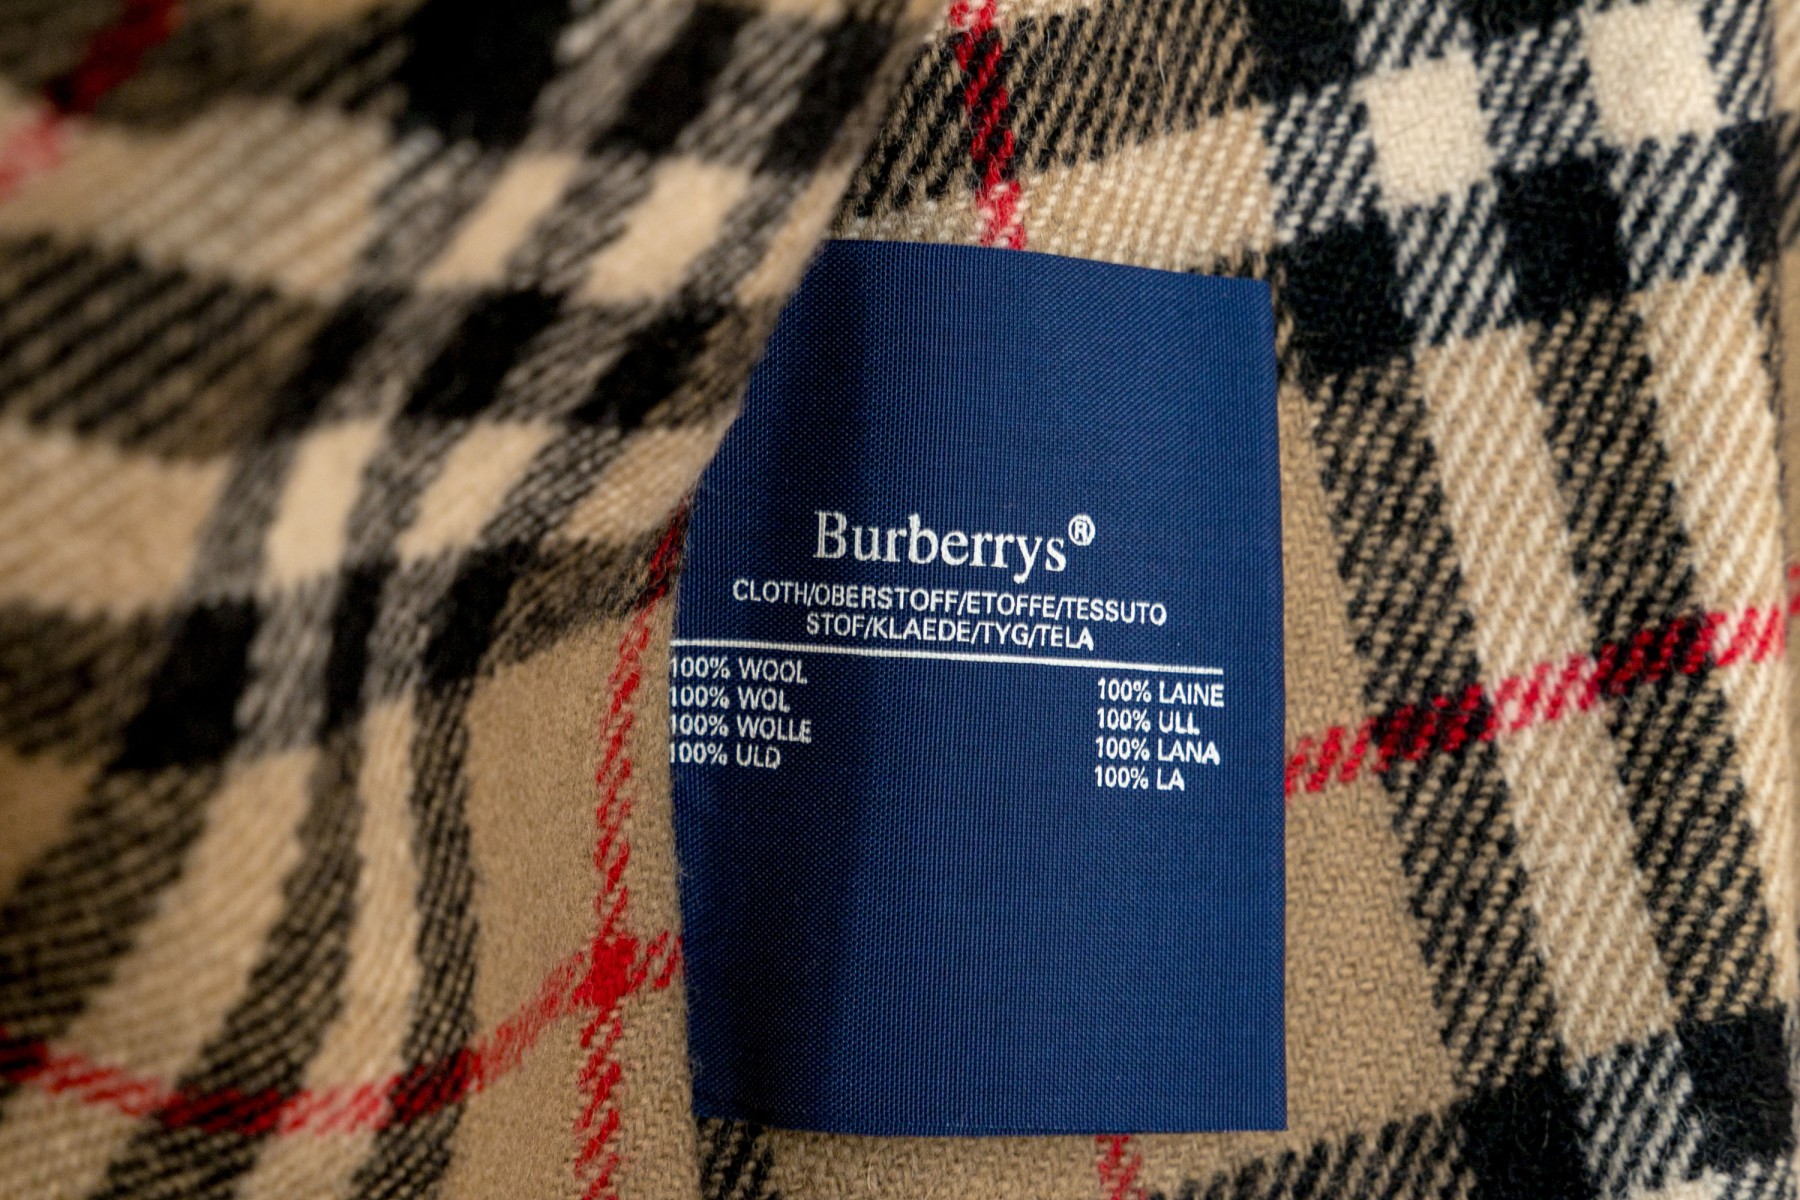 Burberrys®
CLOTH/OBERSTOFF/ETOFFE/TESSUTO
STOF/KLAEDE/TYG/TELA
100% WOOL
100% WOL
100% WOLLE
100% ULD
100% LAINE
100% ULL
100% LANA
100% LA